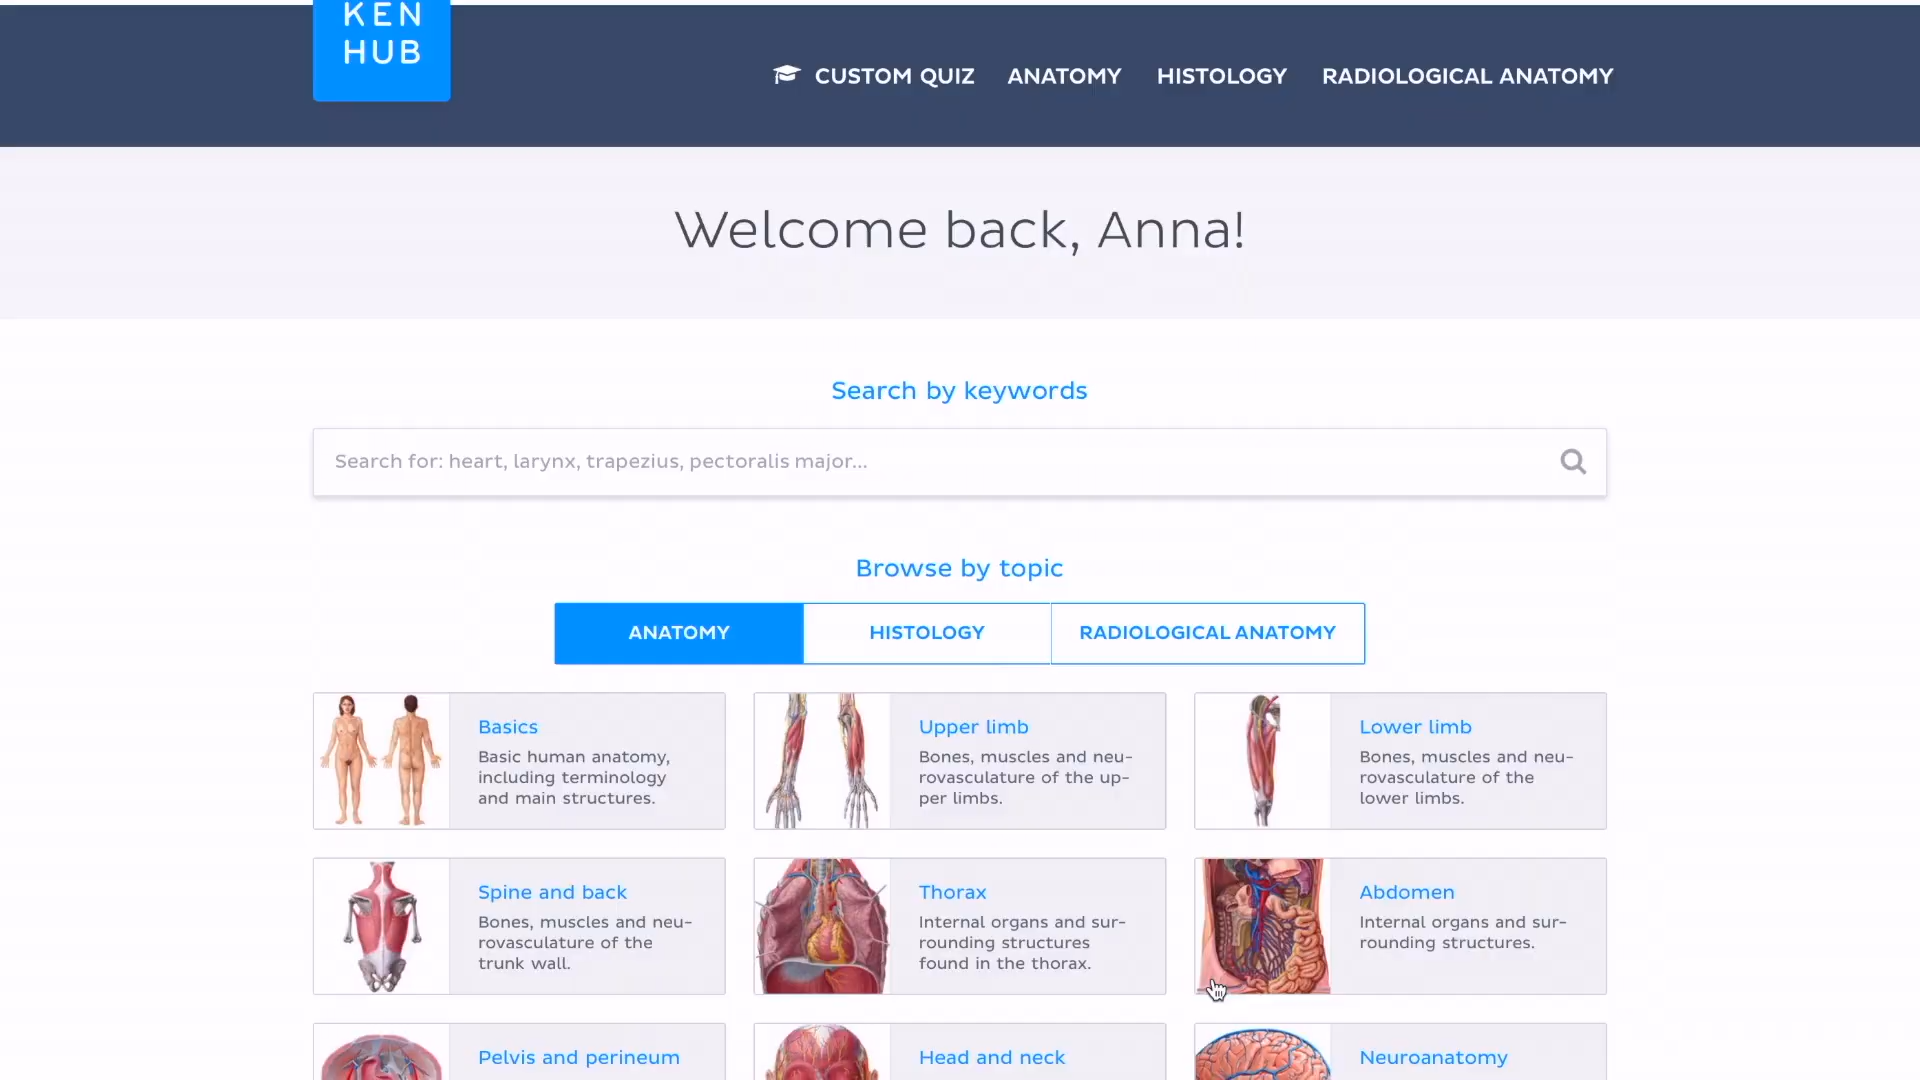 KEN
HUB
CUSTOM QUIZ ANATOMY HISTOLOGY RADIOLOGICAL ANATOMY
Welcome back, Anna!
Search by keywords
Search for: heart, larynx, trapezius, pectoralis major...
Browse by topic
ANATOMY HISTOLOGY RADIOLOGICAL ANATOMY
Basics
Basic human anatomy,
including terminology
and main structures.
Upper limb
Bones, muscles and neu-
rovasculature of the up-
per limbs.
Lower limb
Bones, muscles and neu-
rovasculature of the
lower limbs.
Spine and back
Bones, muscles and neu-
rovasculature of the
trunk wall.
Thorax
Internal organs and sur-
rounding structures
found in the thorax.
Abdomen
Internal organs and sur-
rounding structures.
Pelvis and perineum
Head and neck
Neuroanatomy